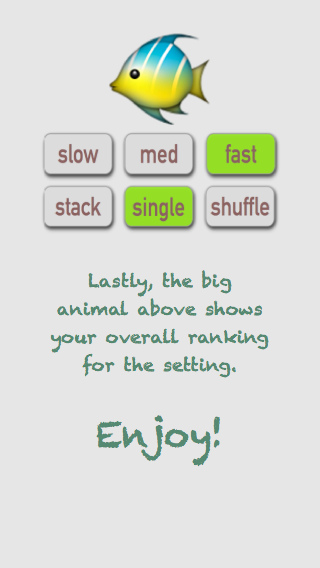 slow med fast
stack single shuffle
Lastly, the big
animal above shows
your overall ranking
for the setting.
Enjoy!